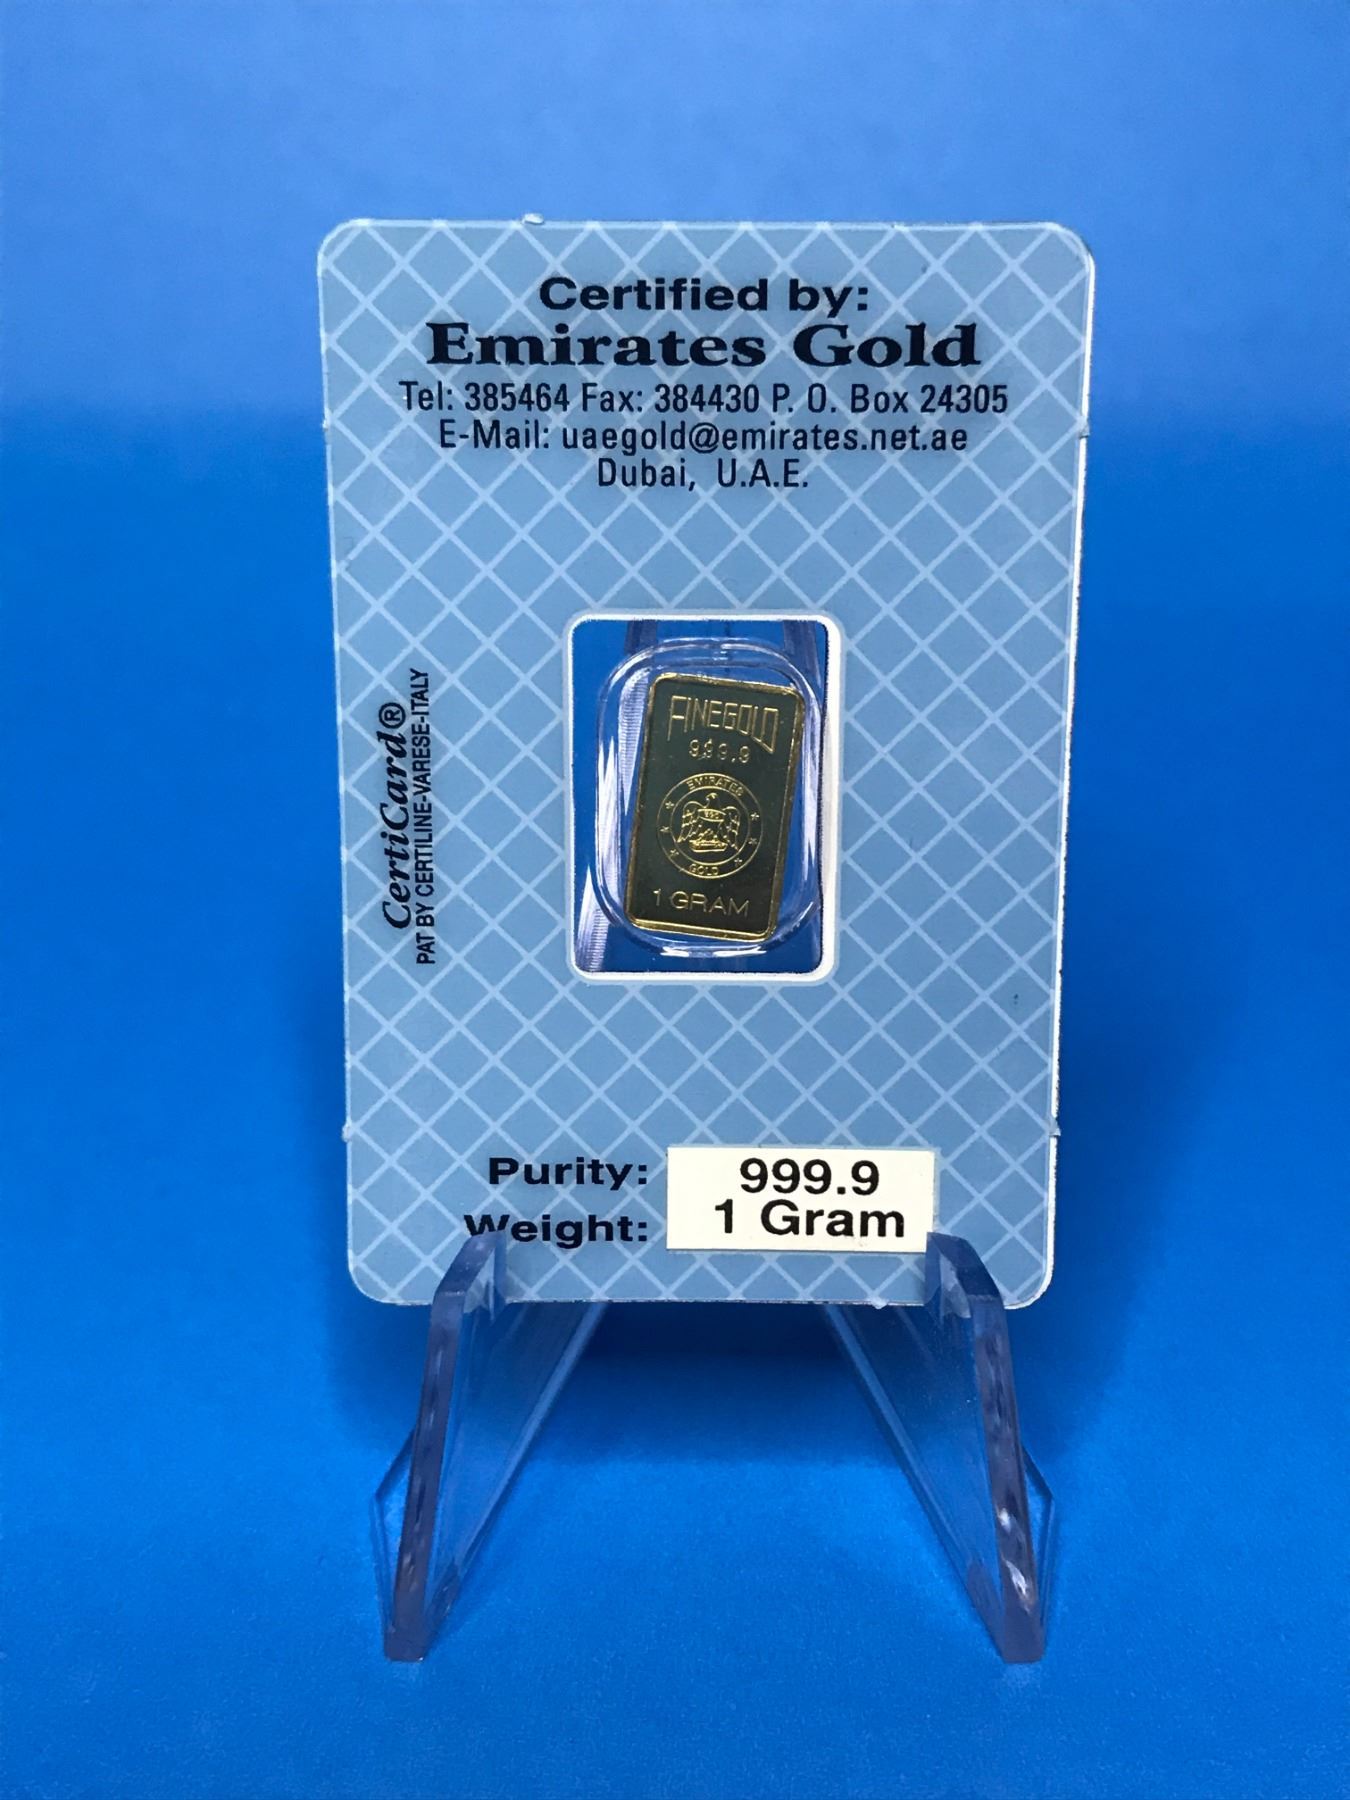 Certified by:
Emirates Gold
Tel: 385464 Fax: 384430 P. O. Box 24305
E-Mail: uaegold@emirates.net.ae
Dubai, U.A.E.
CertiCard®
PAT BY CERTILINE-VARESE-ITALY
FINEGOLD
999.9
EMIRATES
GOLD
1 GRAM
Purity: 999.9
Weight: 1 Gram